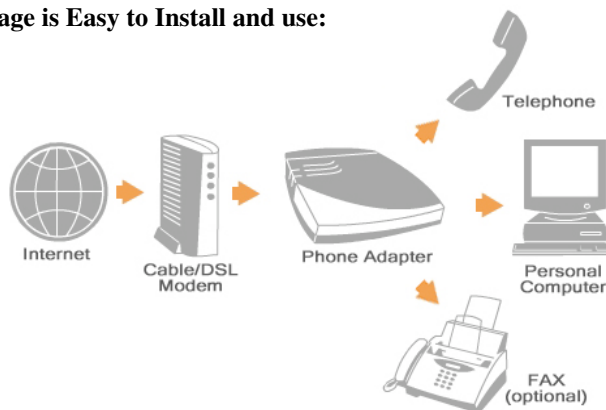 age is Easy to Install and use:
Telephone
Internet
Cable/DSL
Modem
Phone Adapter
Personal
Computer
FAX
(optional)